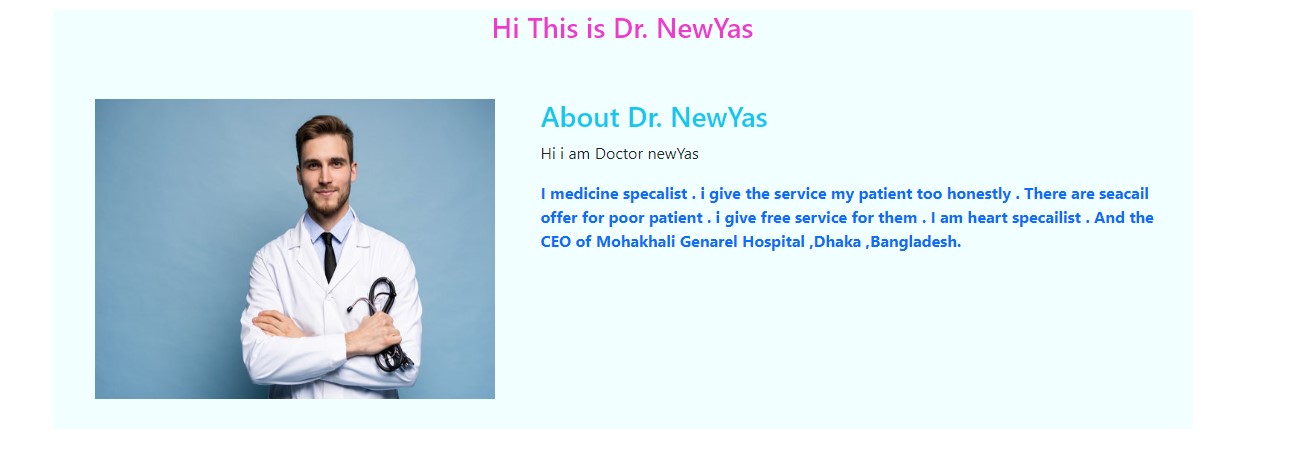 Hi This is Dr. NewYas
About Dr. NewYas
Hi i am Doctor newYas
I medicine specalist . i give the service my patient too honestly . There are seacail
offer for poor patient . i give free service for them . I am heart specailist . And the
CEO of Mohakhali Genarel Hospital ,Dhaka ,Bangladesh.